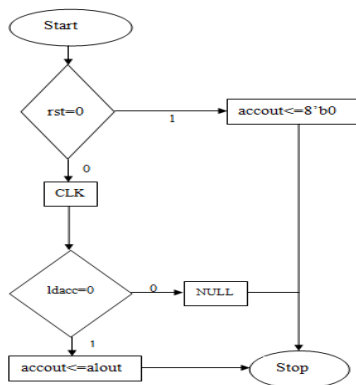 Start
rst=0
1
accout<=8'b0
0
CLK
ldacc=0
0
NULL
1
accout<=alout
Stop